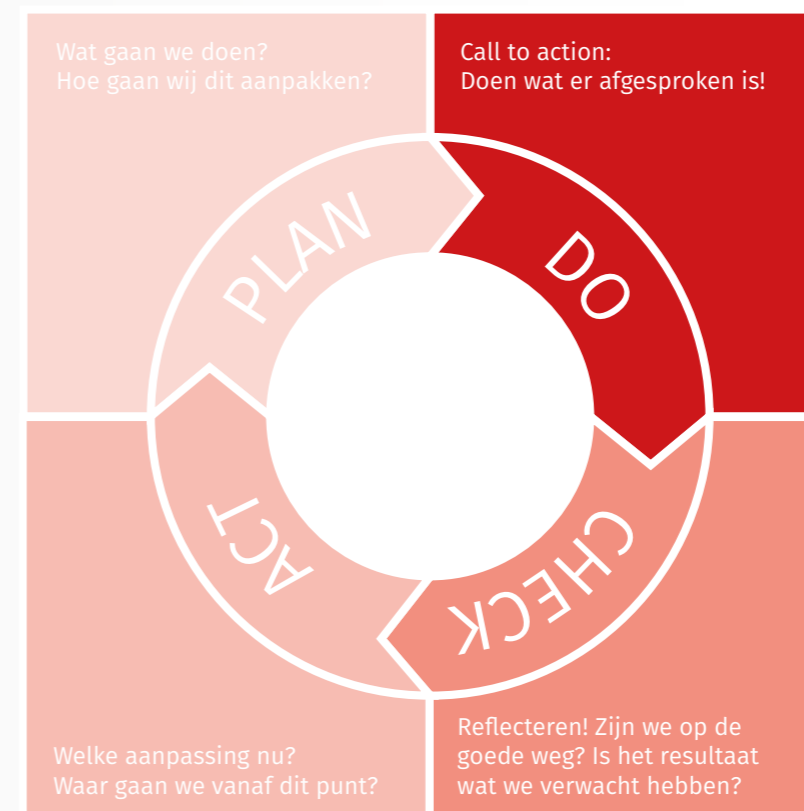 Wat gaan we doen?
Hoe gaan wij dit aanpakken?
Call to action:
Doen wat er afgesproken is!
PLAN
DO
CHECK
ACT
Reflecteren! Zijn we op de
goede weg? Is het resultaat
wat we verwacht hebben?
Welke aanpassing nu?
Waar gaan we vanaf dit punt?